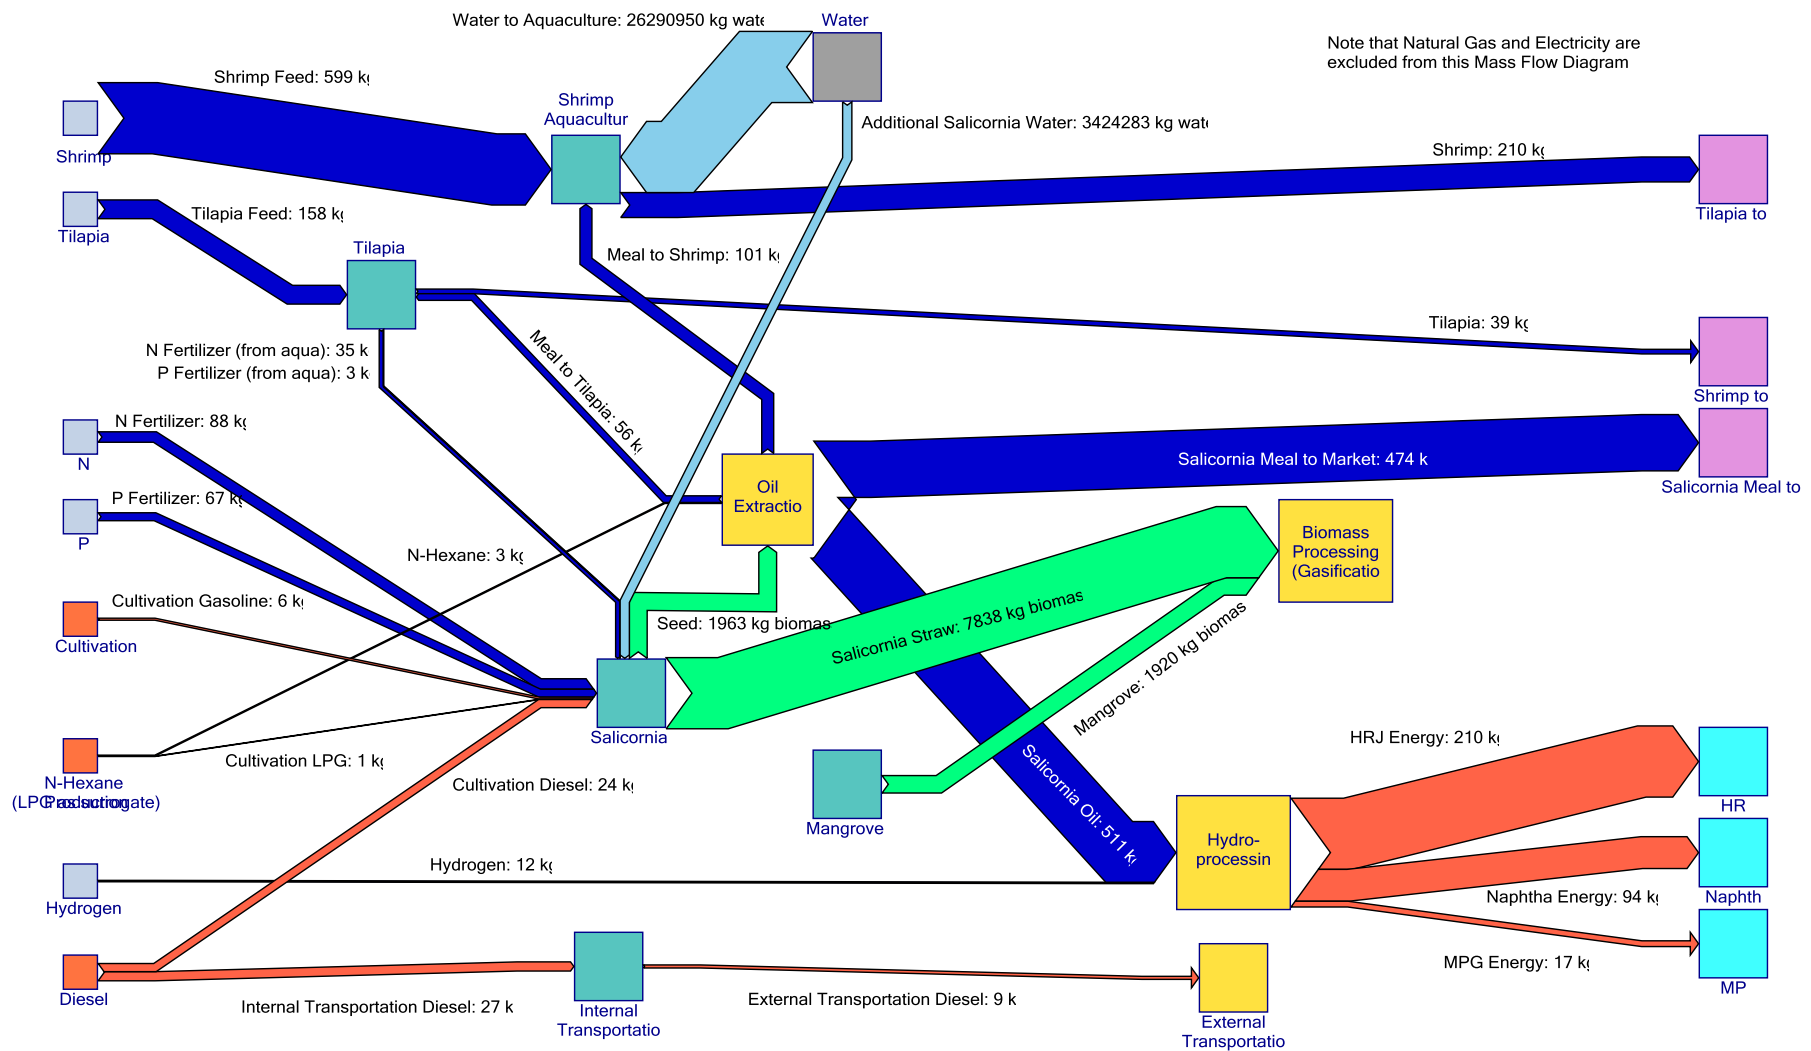 Water to Aquaculture: 26290950 kg wate
Water
Note that Natural Gas and Electricity are
excluded from this Mass Flow Diagram
Shrimp Feed: 599 kg
Shrimp
Aquacultur
Additional Salicornia Water: 3424283 kg wate
Shrimp
Shrimp: 210 kg
Tilapia Feed: 158 kg
Tilapia to
Tilapia
Tilapia
Meal to Shrimp: 101 kg
Tilapia: 39 kg
Meal to Tilapia: 56 kg
N Fertilizer (from aqua): 35 k
P Fertilizer (from aqua): 3 kg
Shrimp to
N Fertilizer: 88 kg
N
Salicornia Meal to Market: 474 k
Salicornia Meal to
Oil
Extractio
P Fertilizer: 67 kg
P
Biomass
Processing
(Gasificatio
N-Hexane: 3 kg
Cultivation Gasoline: 6 kg
Cultivation
Seed: 1963 kg biomas
Salicornia Straw: 7838 kg biomas
Mangrove: 1920 kg biomas
Salicornia
HRJ Energy: 210 kg
Cultivation LPG: 1 kg
N-Hexane
(LPG as surrogate)
Production
Cultivation Diesel: 24 kg
Salicornia Oil: 511 kg
Mangrove
HR
Hydro-
processin
Hydrogen: 12 kg
Hydrogen
Naphtha Energy: 94 kg
Naphth
MPG Energy: 17 kg
MP
Diesel
Internal Transportation Diesel: 27 k
External Transportation Diesel: 9 k
Internal
Transportatio
External
Transportatio